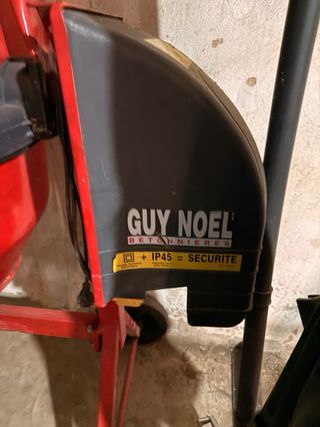 GUY NOEL
BETONNIERES
+ IP45 = SECURITE